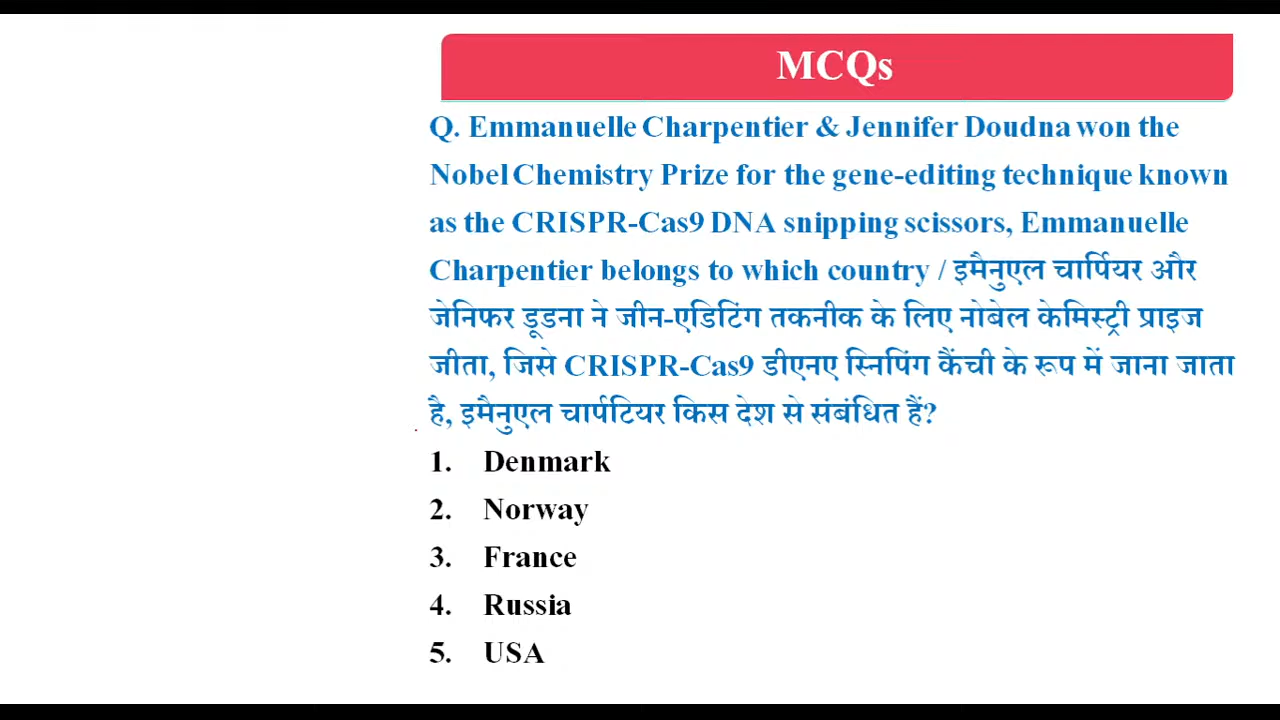 MCQs
Q. Emmanuelle Charpentier & Jennifer Doudna won the
Nobel Chemistry Prize for the gene-editing technique known
as the CRISPR-Cas9 DNA snipping scissors, Emmanuelle
Charpentier belongs to which country / इमैनुएल चार्पियर और
जेनिफर डूडना ने जीन-एडिटिंग तकनीक के लिए नोबेल केमिस्ट्री प्राइज
जीता, जिसे CRISPR-Cas9 डीएनए स्निपिंग कैंची के रूप में जाना जाता
है, इमैनुएल चार्पटियर किस देश से संबंधित हैं?
1. Denmark
2. Norway
3. France
4. Russia
5. USA